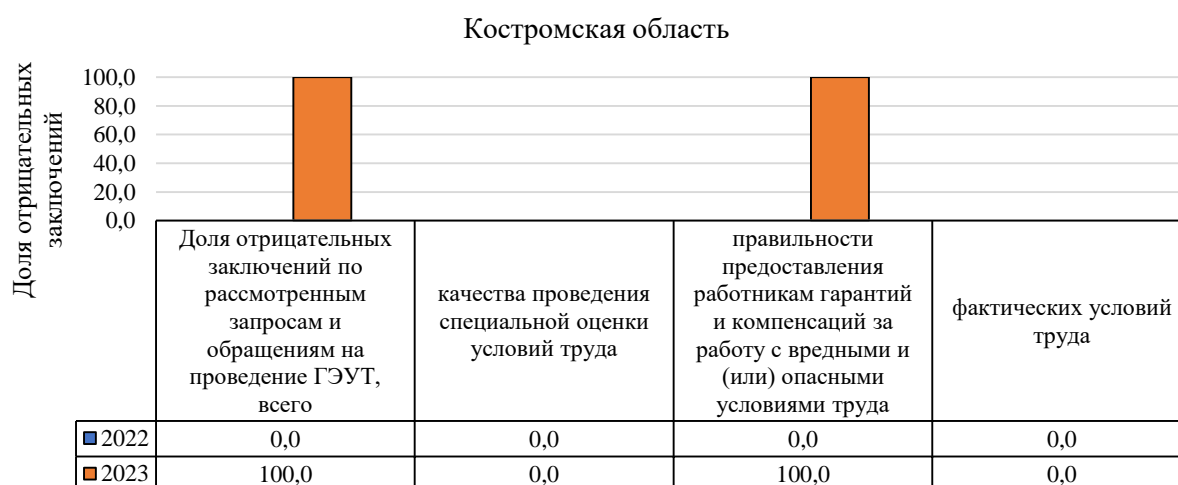 Костромская область
Доля отрицательных
заключений
100,0
80,0
60,0
40,0
20,0
0,0
Доля отрицательных
заключений по
рассмотренным
запросам и
обращениям на
проведение ГЭУТ,
всего
качества проведения
специальной оценки
условий труда
правильности
предоставления
работникам гарантий
и компенсаций за
работу с вредными и
(или) опасными
условиями труда
фактических условий
труда
2022 0,0 0,0 0,0 0,0
2023 100,0 0,0 100,0 0,0